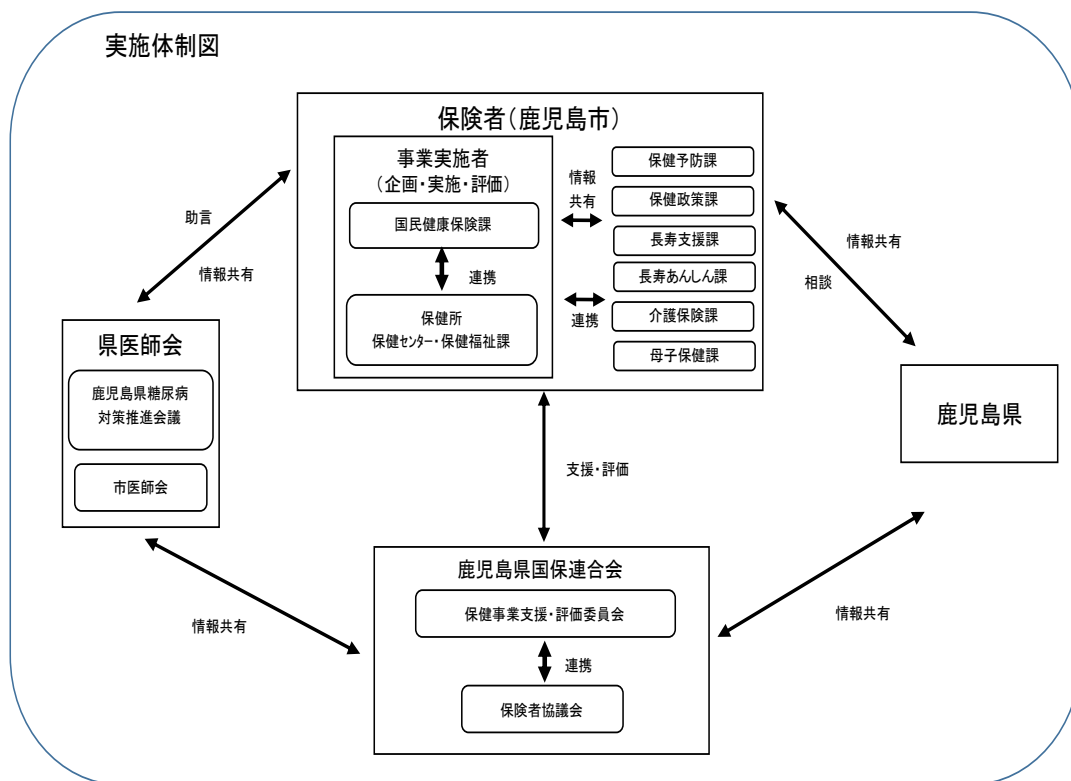 実施体制図
保険者（鹿児島市）
事業実施者
（企画・実施・評価）
国民健康保険課
連携
保健所
保健センター・保健福祉課
情報
共有
連携
保健予防課
保健政策課
長寿支援課
長寿あんしん課
介護保険課
母子保健課
助言
情報共有
情報共有
相談
県医師会
鹿児島県糖尿病
対策推進会議
市医師会
鹿児島県
支援・評価
鹿児島県国保連合会
保健事業支援・評価委員会
連携
保険者協議会
情報共有
情報共有